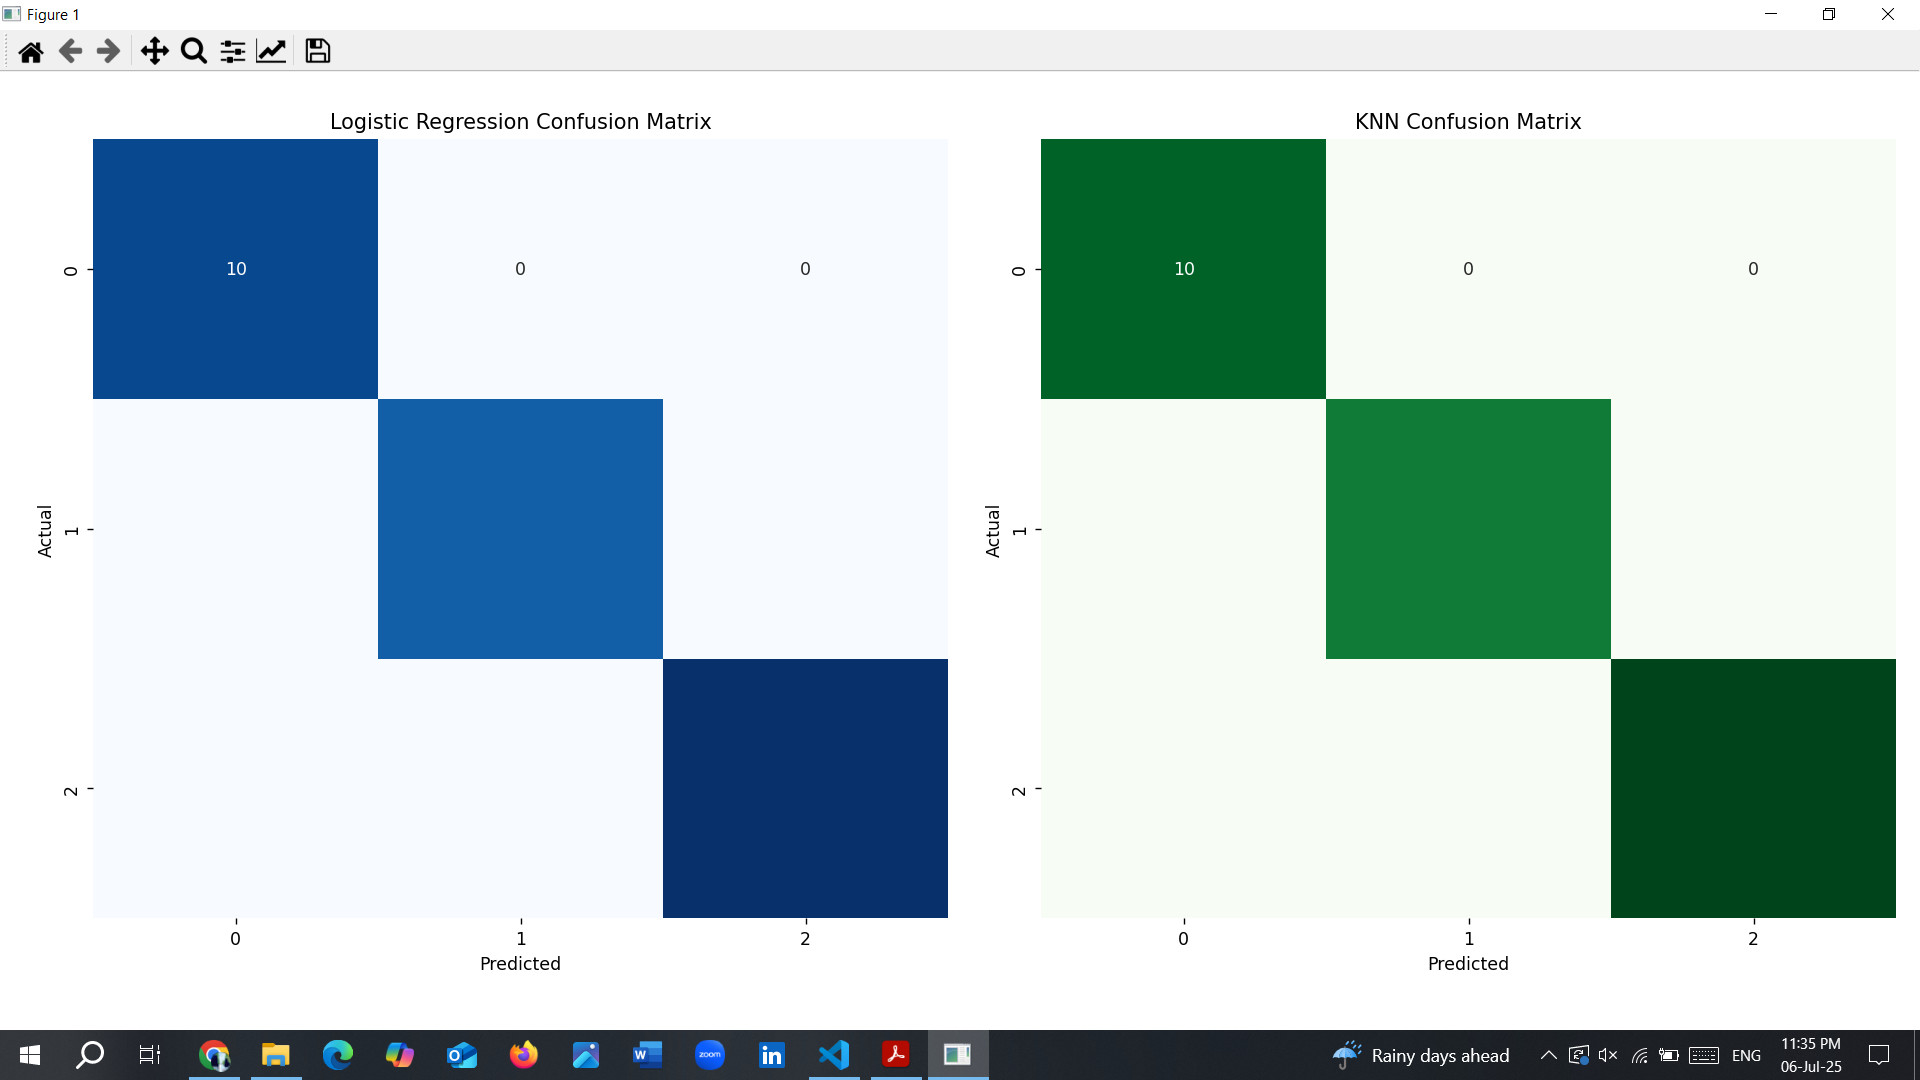 Figure 1
Logistic Regression Confusion Matrix
10 0 0
0
1
2
Actual
0 1 2
Predicted
KNN Confusion Matrix
10 0 0
0
1
2
Actual
0 1 2
Predicted
zoom
Rainy days ahead
ENG
11:35 PM
06-Jul-25